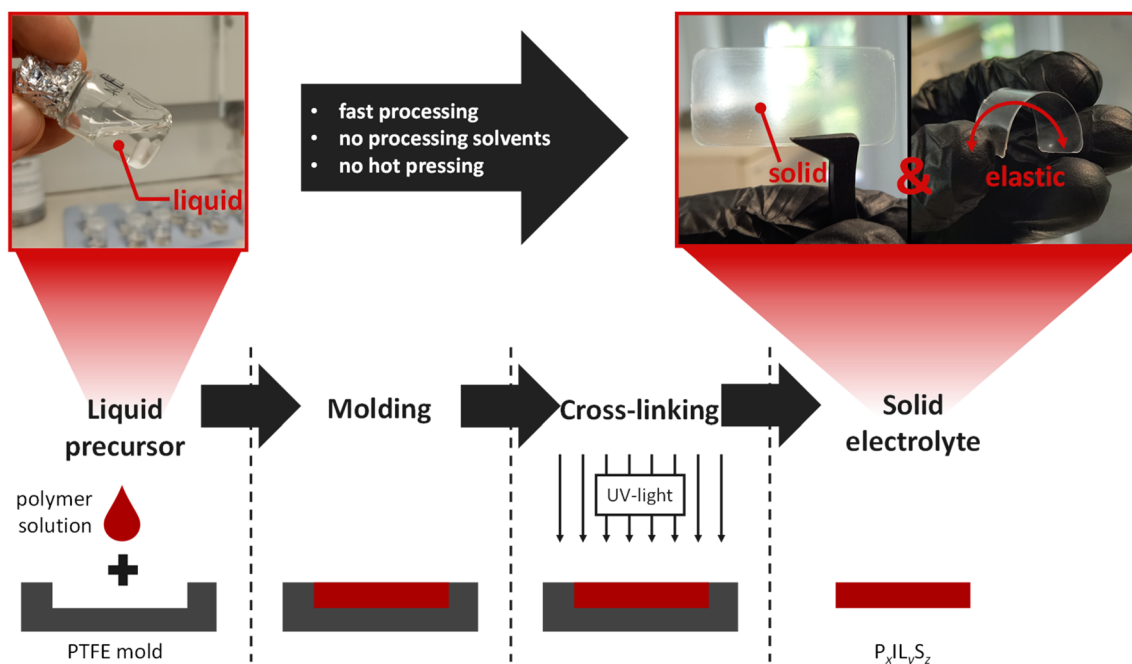 liquid
• fast processing
• no processing solvents
• no hot pressing
solid
&
elastic
Liquid
precursor
Molding
Cross-linking
Solid
electrolyte
polymer
solution
+
UV-light
PTFE mold
PₓILᵧS𝓏